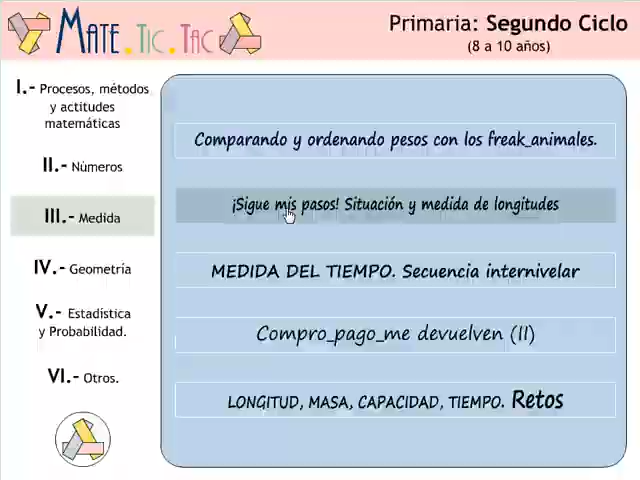 MATE.TIC.TAC
Primaria: Segundo Ciclo
(8 a 10 años)
I.- Procesos, métodos
y actitudes
matemáticas
II.- Números
III.- Medida
IV.- Geometría
V.- Estadística
y Probabilidad.
VI.- Otros.
Comparando y ordenando pesos con los freak_animales.
¡Sigue mis pasos! Situación y medida de longitudes
MEDIDA DEL TIEMPO. Secuencia internivelar
Compro_pago_me devuelven (II)
LONGITUD, MASA, CAPACIDAD, TIEMPO. Retos